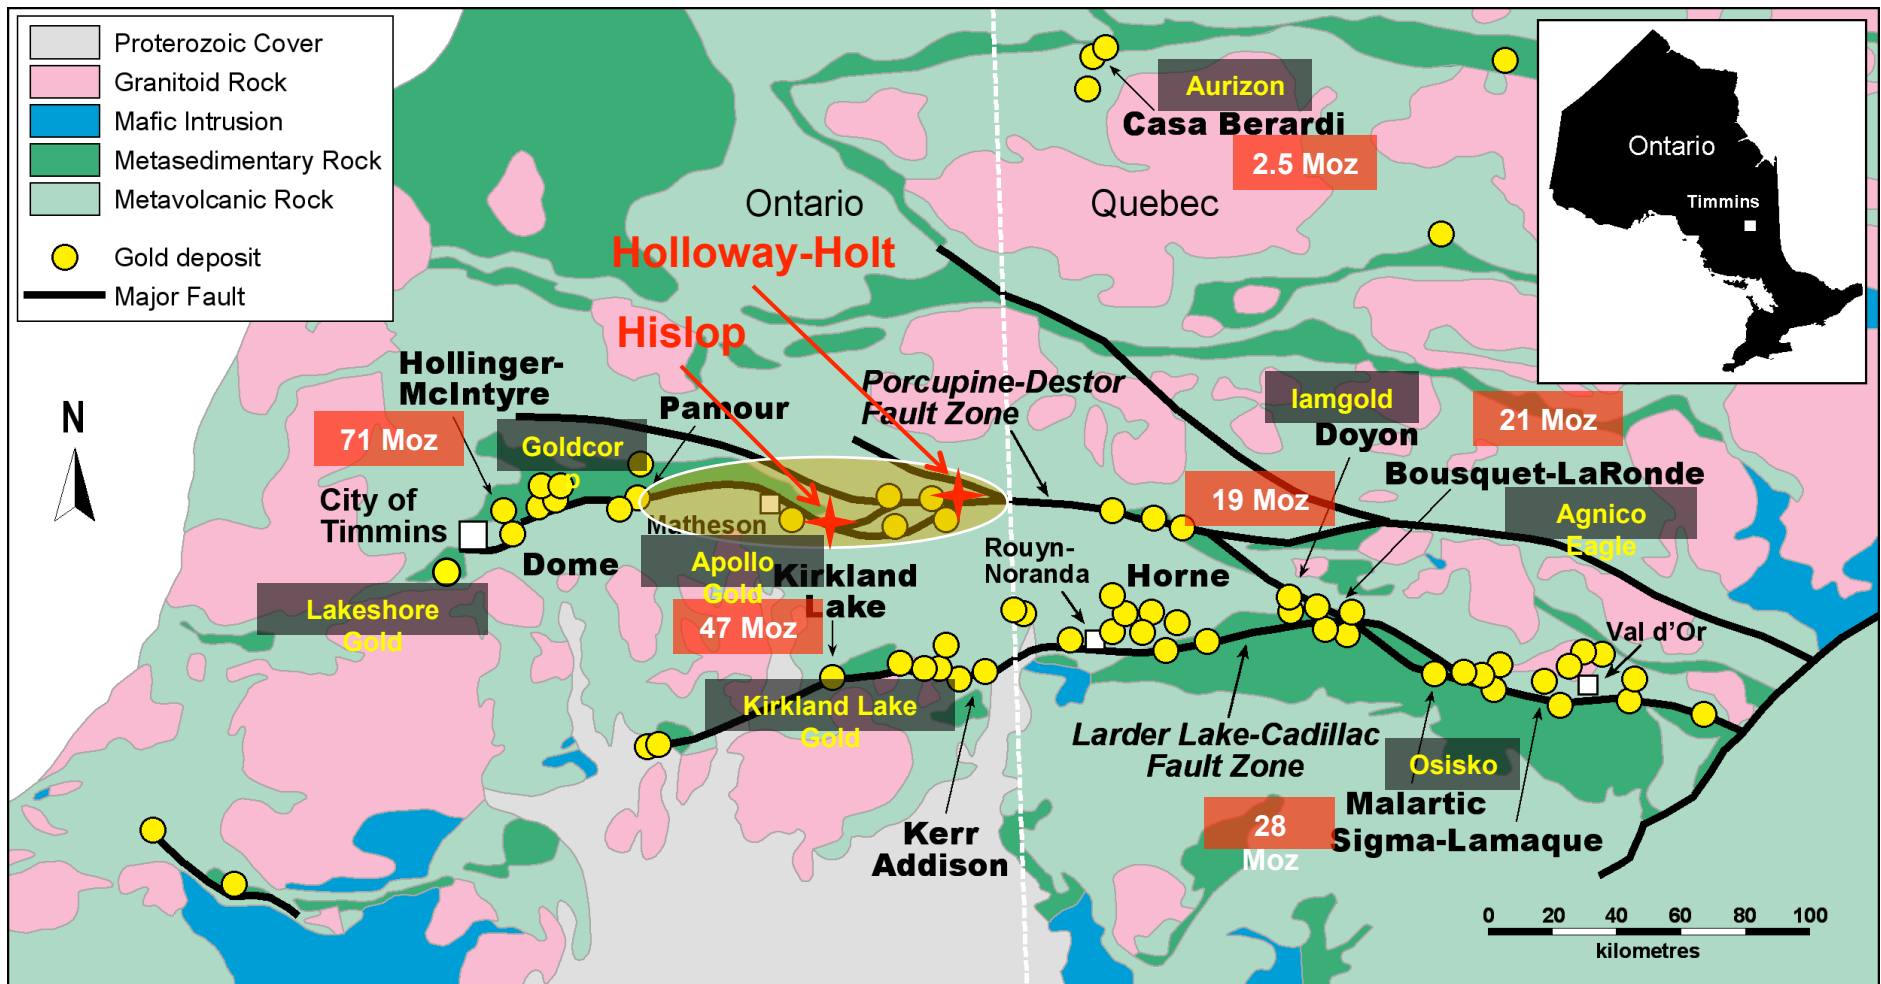 Proterozoic Cover
Granitoid Rock
Mafic Intrusion
Metasedimentary Rock
Metavolcanic Rock
Gold deposit
Major Fault
Aurizon
Casa Berardi
2.5 Moz
Ontario
Timmins
Ontario
Quebec
Holloway-Holt
Hislop
Hollinger-
McIntyre
Pamour
Porcupine-Destor
Fault Zone
Iamgold
Doyon
21 Moz
N
71 Moz
Goldcor
p
Bousquet-LaRonde
19 Moz
City of
Timmins
Matheson
Agnico
Eagle
Dome
Apollo
Gold
Kirkland
Lake
Rouyn-
Noranda
Horne
Lakeshore
Gold
47 Moz
Val d’Or
Kirkland Lake
Gold
Larder Lake-Cadillac
Fault Zone
Osisko
Malartic
Sigma-Lamaque
28
Moz
Kerr
Addison
0 20 40 60 80 100
kilometres